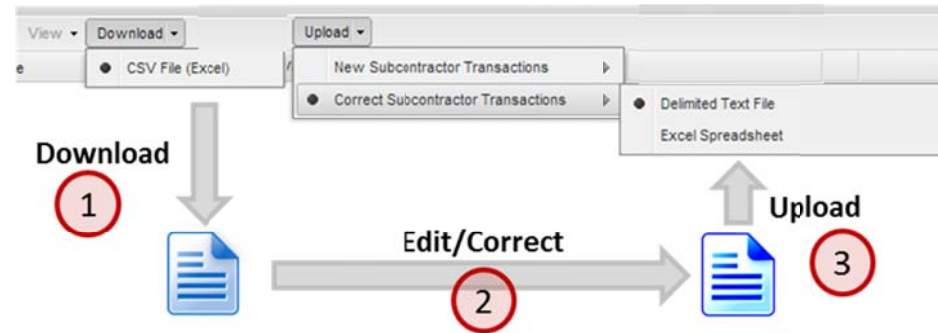 View
Download
Upload
e
CSV File (Excel)
/
New Subcontractor Transactions
Correct Subcontractor Transactions
Delimited Text File
Excel Spreadsheet
Download
1
Edit/Correct
2
Upload
3